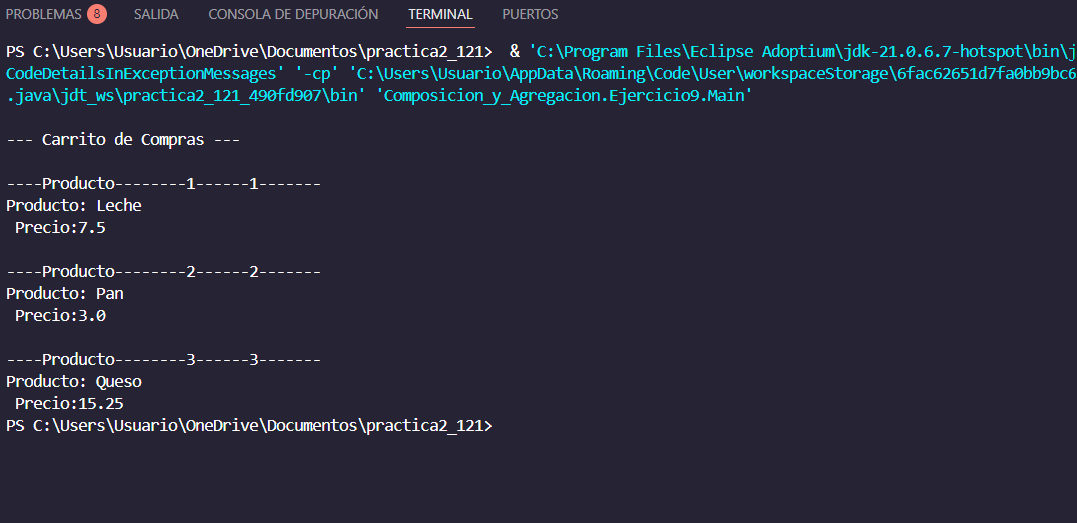 PROBLEMAS 8 SALIDA CONSOLA DE DEPURACIÓN TERMINAL PUERTOS
PS C:\Users\Usuario\OneDrive\Documentos\practica2_121>  & 'C:\Program Files\Eclipse Adoptium\jdk-21.0.6.7-hotspot\bin\j
CodeDetailsInExceptionMessages' '-cp' 'C:\Users\Usuario\AppData\Roaming\Code\User\workspaceStorage\6fac62651d7fa0bb9bc6
.java\jdt_ws\practica2_121_490fd907\bin' 'Composicion_y_Agregacion.Ejercicio9.Main'
--- Carrito de Compras ---
----Producto--------1------1-------
Producto: Leche
 Precio:7.5
----Producto--------2------2-------
Producto: Pan
 Precio:3.0
----Producto--------3------3-------
Producto: Queso
 Precio:15.25
PS C:\Users\Usuario\OneDrive\Documentos\practica2_121>